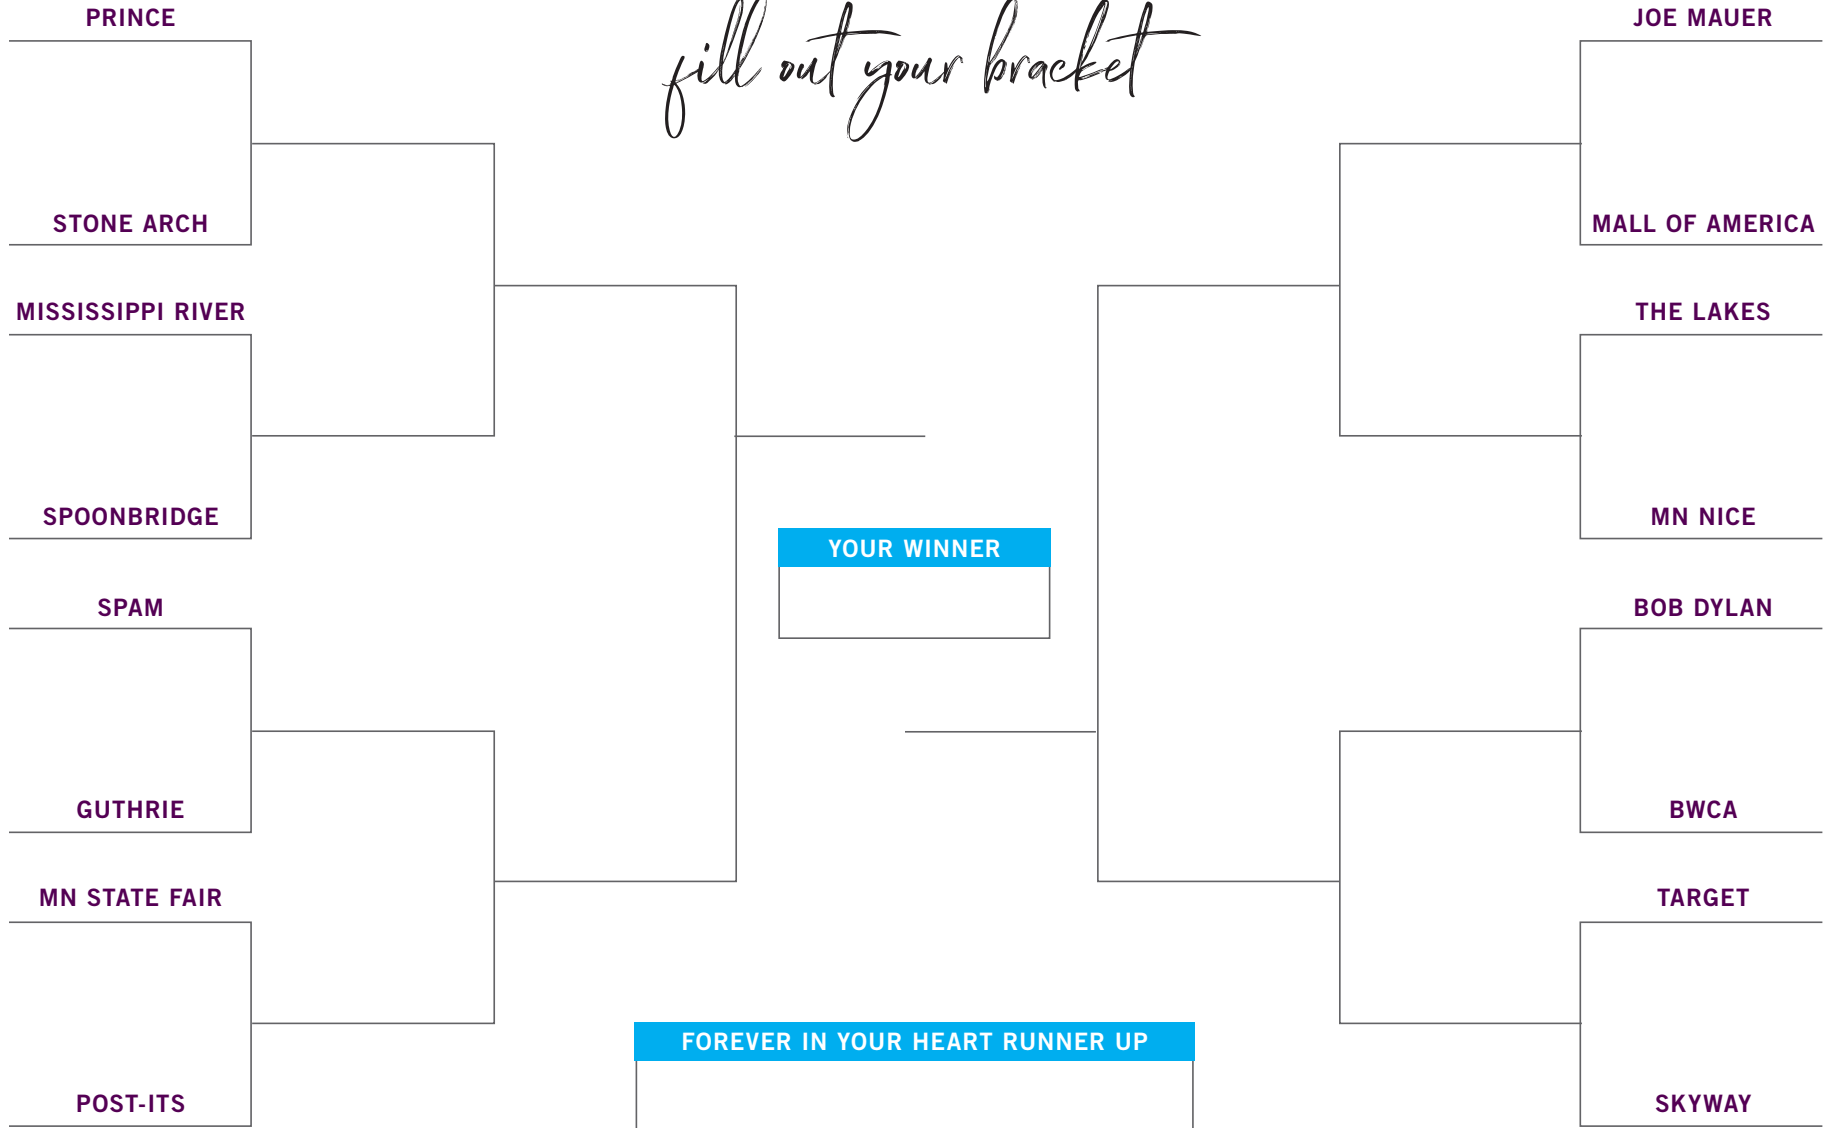 fill out your bracket
PRINCE
STONE ARCH
MISSISSIPPI RIVER
SPOONBRIDGE
SPAM
GUTHRIE
MN STATE FAIR
POST-ITS
YOUR WINNER
FOREVER IN YOUR HEART RUNNER UP
JOE MAUER
MALL OF AMERICA
THE LAKES
MN NICE
BOB DYLAN
BWCA
TARGET
SKYWAY